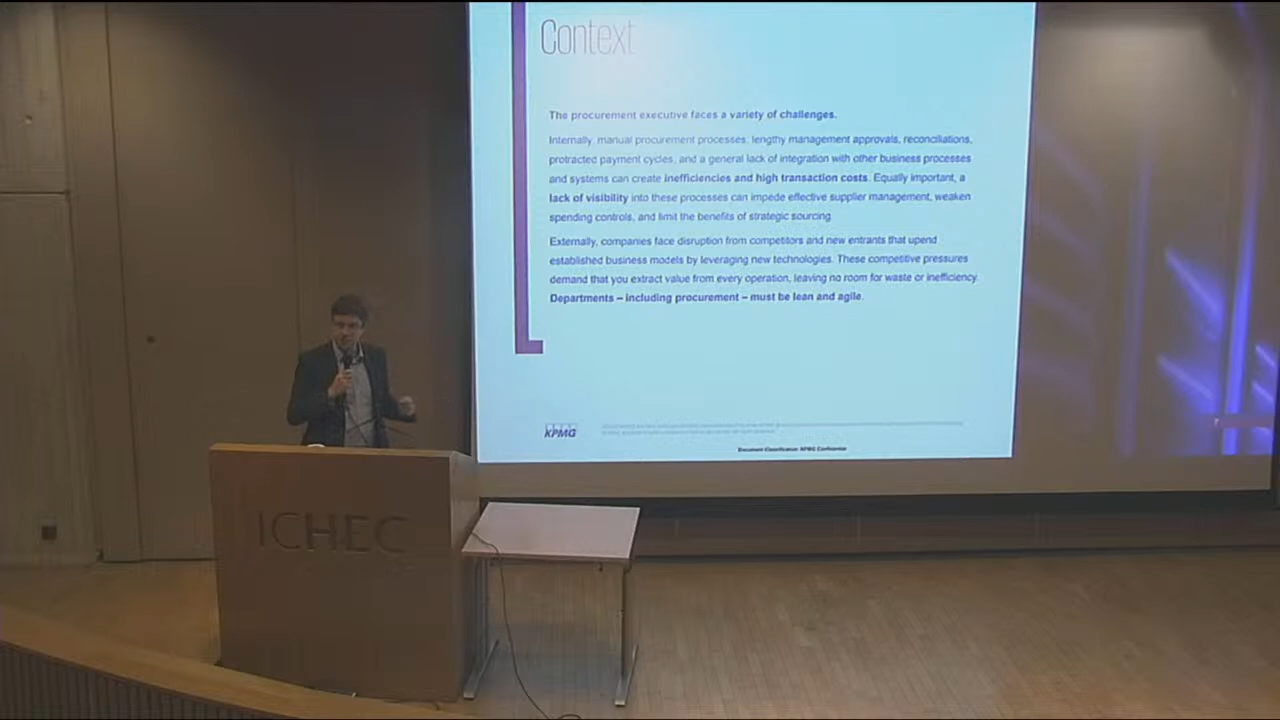 Context
The procurement executive faces a variety of challenges.
Internally, manual procurement processes, lengthy management approvals, reconciliations,
protracted payment cycles, and a general lack of integration with other business processes
and systems can create inefficiencies and high transaction costs. Equally important, a
lack of visibility into these processes can impede effective supplier management, weaken
spending controls, and limit the benefits of strategic sourcing.
Externally, companies face disruption from competitors and new entrants that upend
established business models by leveraging new technologies. These competitive pressures
demand that you extract value from every operation, leaving no room for waste or inefficiency.
Departments – including procurement – must be lean and agile.
KPMG
Document Classification: KPMG Confidential
ICHEC